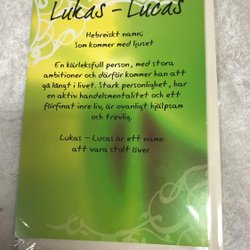 Lukas - Lucas
Hebreiskt namn;
Som kommer med ljuset
En kärleksfull person, med stora
ambitioner och därför kommer han att
gå långt i livet. Stark personlighet, har
en aktiv handelsmentalitet och ett
förfinat inre liv, är ovanligt hjälpsam
och trevlig.
Lukas - Lucas är ett namn
att vara stolt över